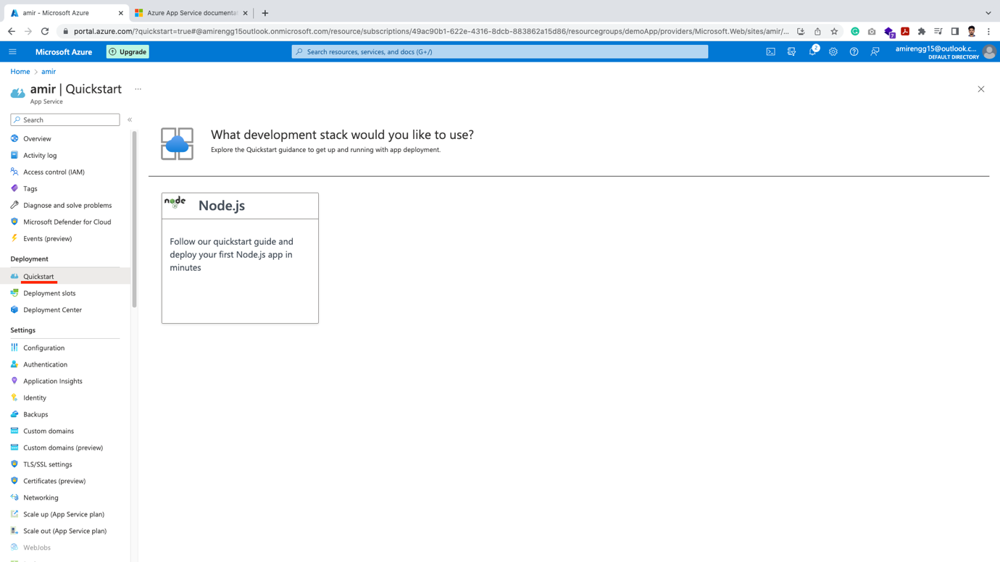 amir - Microsoft Azure
Azure App Service documentat
portal.azure.com/?quickstart=true#@amirengg15outlook.onmicrosoft.com/resource/subscriptions/49ac90b1-622e-4316-8dcb-883862a15d86/resourcegroups/demoApp/providers/Microsoft.Web/sites/amir/...
7
Microsoft Azure
Upgrade
Search resources, services, and docs (G+/)
2
amirengg15@outlook.c...
DEFAULT DIRECTORY
Home > amir
amir | Quickstart ...
App Service
Search
«
Overview
Activity log
Access control (IAM)
Tags
Diagnose and solve problems
Microsoft Defender for Cloud
Events (preview)
Deployment
Quickstart
Deployment slots
Deployment Center
Settings
Configuration
Authentication
Application Insights
Identity
Backups
Custom domains
Custom domains (preview)
TLS/SSL settings
Certificates (preview)
Networking
Scale up (App Service plan)
Scale out (App Service plan)
WebJobs
What development stack would you like to use?
Explore the Quickstart guidance to get up and running with app deployment.
node
JS
Node.js
Follow our quickstart guide and
deploy your first Node.js app in
minutes